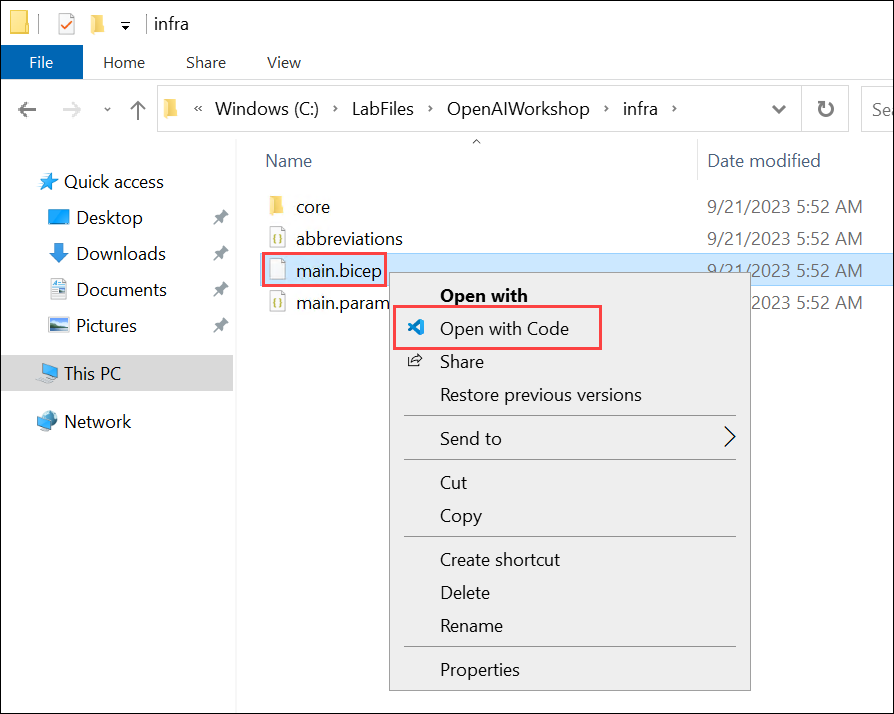 infra
File Home Share View
« Windows (C:) › LabFiles › OpenAIWorkshop › infra ›
Name Date modified
Quick access
Desktop
Downloads
Documents
Pictures
This PC
Network
core 9/21/2023 5:52 AM
abbreviations 9/21/2023 5:52 AM
main.bicep 9/21/2023 5:52 AM
main.param 2023 5:52 AM
Open with
Open with Code
Share
Restore previous versions
Send to
Cut
Copy
Create shortcut
Delete
Rename
Properties